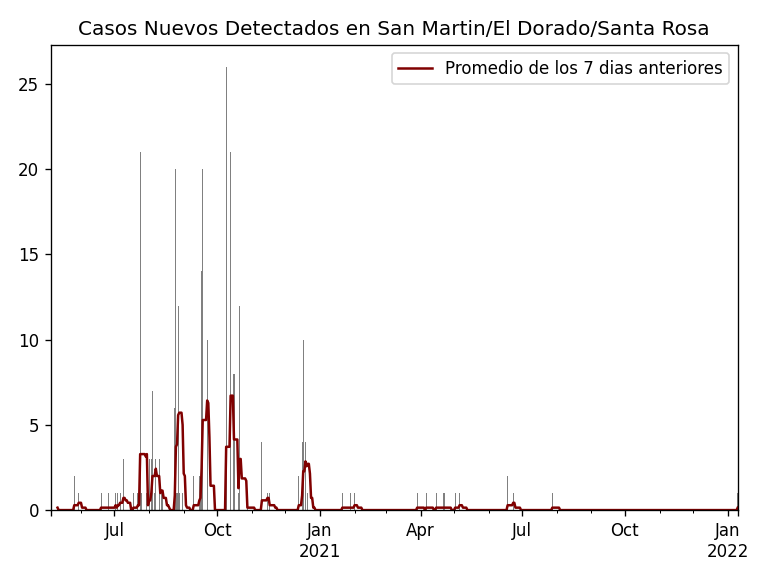 Casos Nuevos Detectados en San Martin/El Dorado/Santa Rosa
Promedio de los 7 dias anteriores
25
20
15
10
5
0
Jul Oct Jan Apr Jul Oct Jan
2021 2022